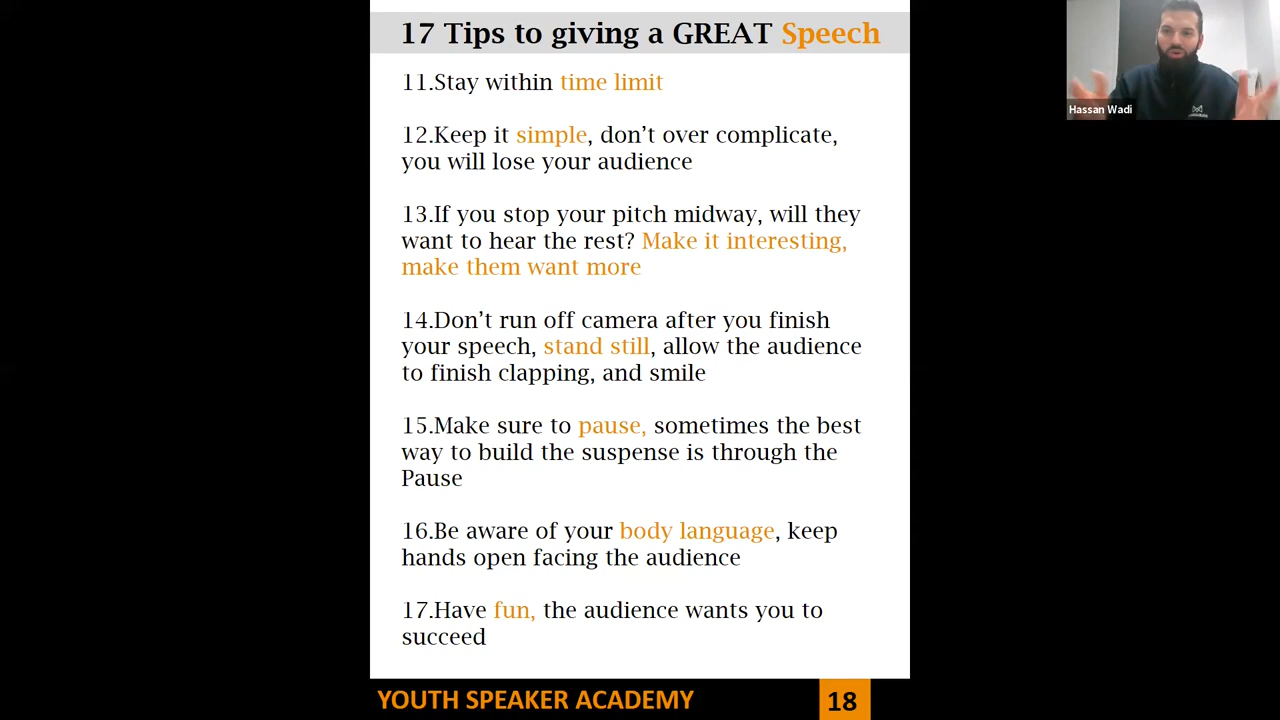 17 Tips to giving a GREAT Speech
Hassan Wadi
11.Stay within time limit
12.Keep it simple, don't over complicate,
you will lose your audience
13.If you stop your pitch midway, will they
want to hear the rest? Make it interesting,
make them want more
14.Don't run off camera after you finish
your speech, stand still, allow the audience
to finish clapping, and smile
15.Make sure to pause, sometimes the best
way to build the suspense is through the
Pause
16.Be aware of your body language, keep
hands open facing the audience
17.Have fun, the audience wants you to
succeed
YOUTH SPEAKER ACADEMY
18